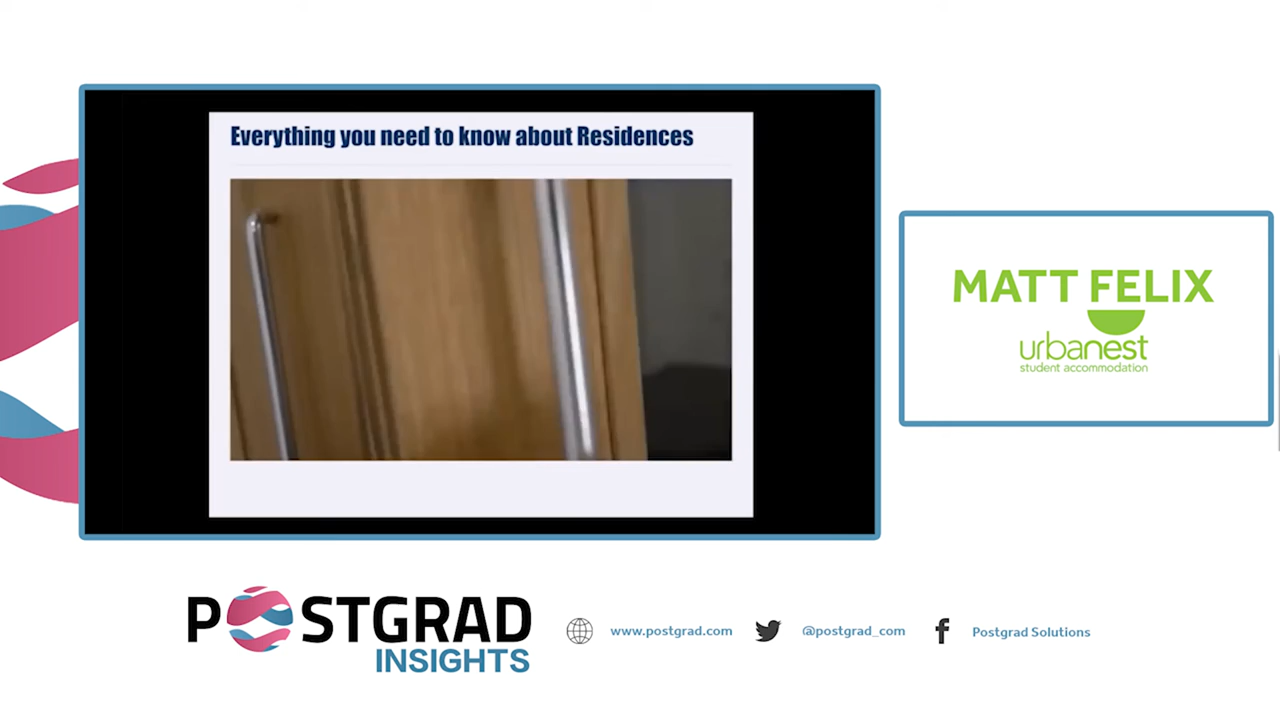 Everything you need to know about Residences
MATT FELIX
urbanest
student accommodation
POSTGRAD
INSIGHTS
www.postgrad.com
@postgrad_com
Postgrad Solutions